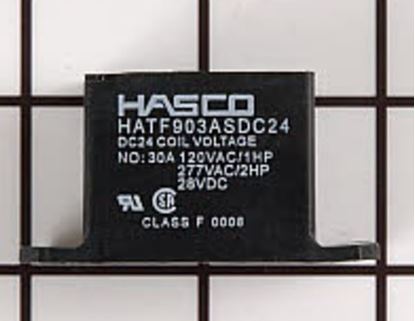 HASCO
HATF903ASDC24
DC24 COIL VOLTAGE
NO: 30A 120VAC/1HP
277VAC/2HP
28VDC
CLASS F 0008